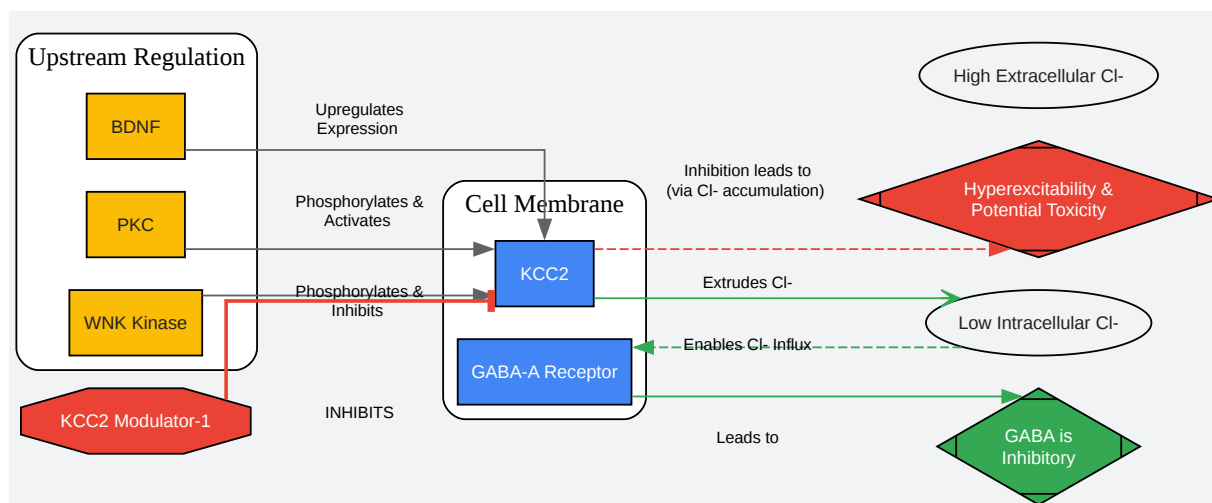 Upstream Regulation
BDNF
PKC
WNK Kinase
KCC2 Modulator-1
Upregulates
Expression
Phosphorylates &
Activates
Phosphorylates &
Inhibits
INHIBITS
Cell Membrane
KCC2
GABA-A Receptor
Inhibition leads to
(via Cl- accumulation)
Extrudes Cl-
Enables Cl- Influx
Leads to
High Extracellular Cl-
Hyperexcitability &
Potential Toxicity
Low Intracellular Cl-
GABA is
Inhibitory